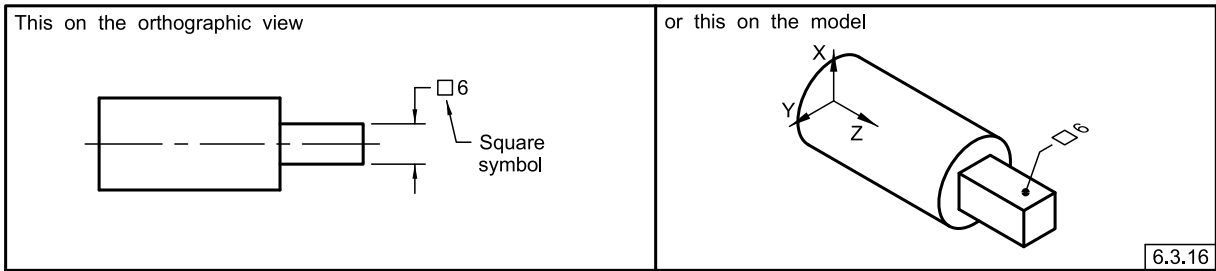 This on the orthographic view
□6
Square
symbol
or this on the model
X
Y
Z
□6
6.3.16